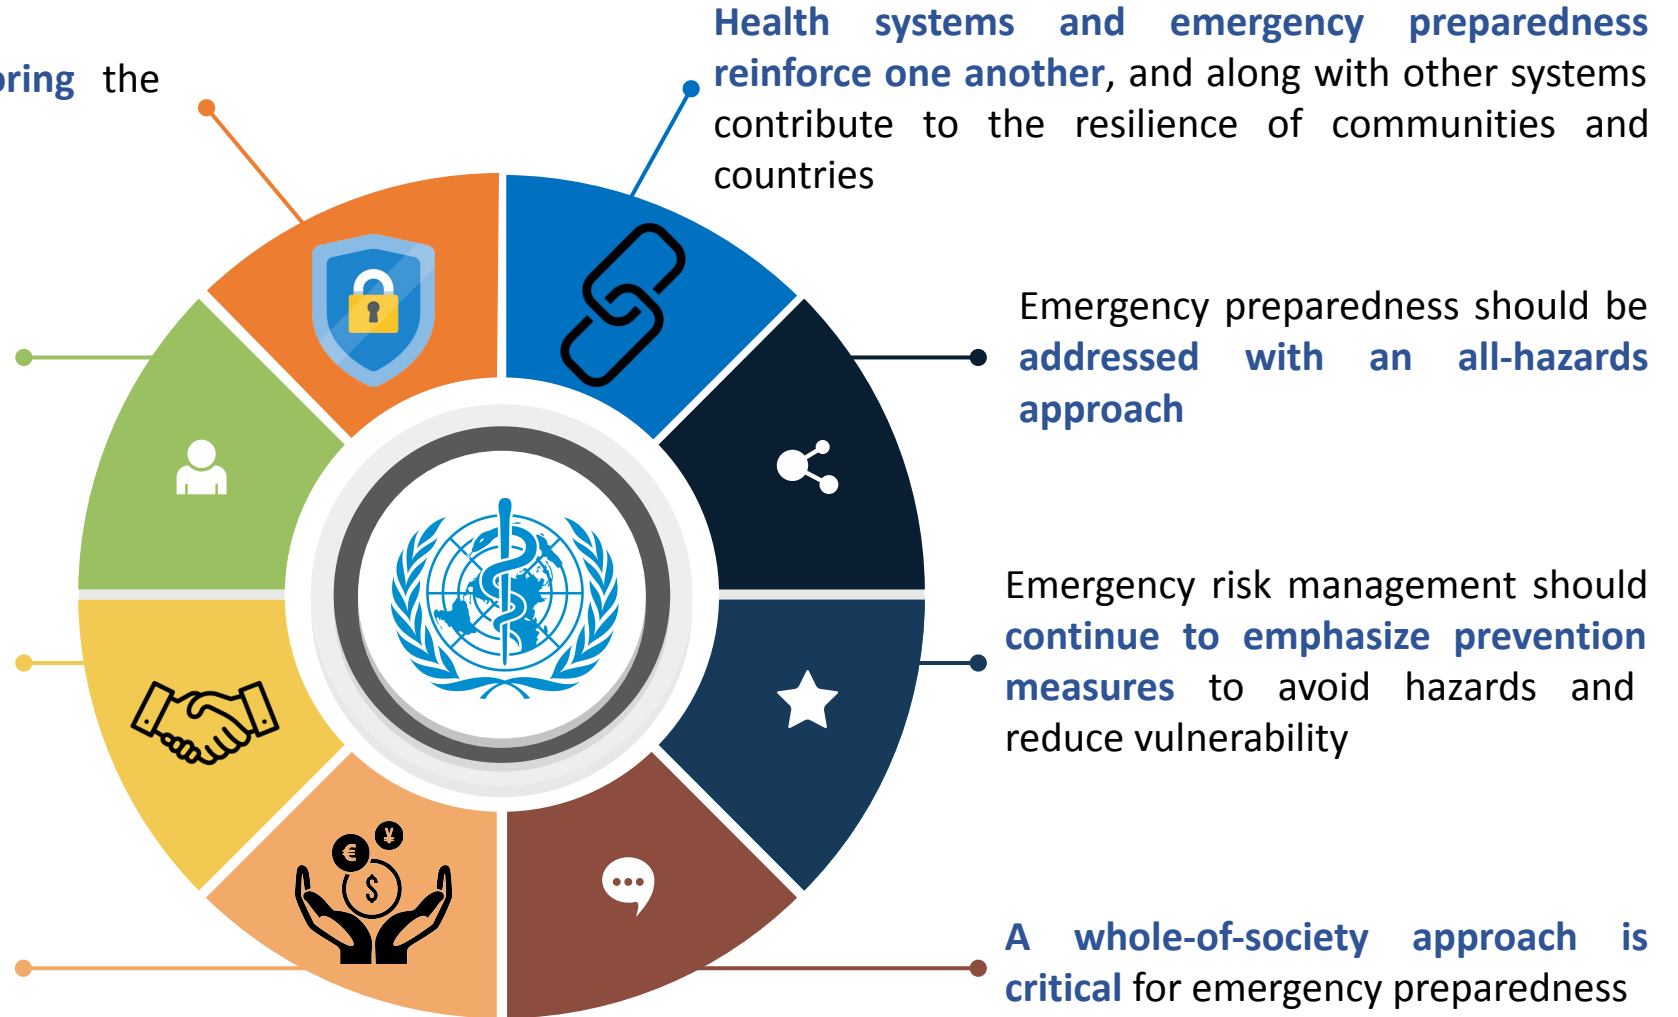 the
Health systems and emergency preparedness
reinforce one another, and along with other systems
contribute to the resilience of communities and
countries
Emergency preparedness should be
addressed with an all-hazards
approach
Emergency risk management should
continue to emphasize prevention
measures to avoid hazards and
reduce vulnerability
€ ¥
$
A whole-of-society approach is
critical for emergency preparedness